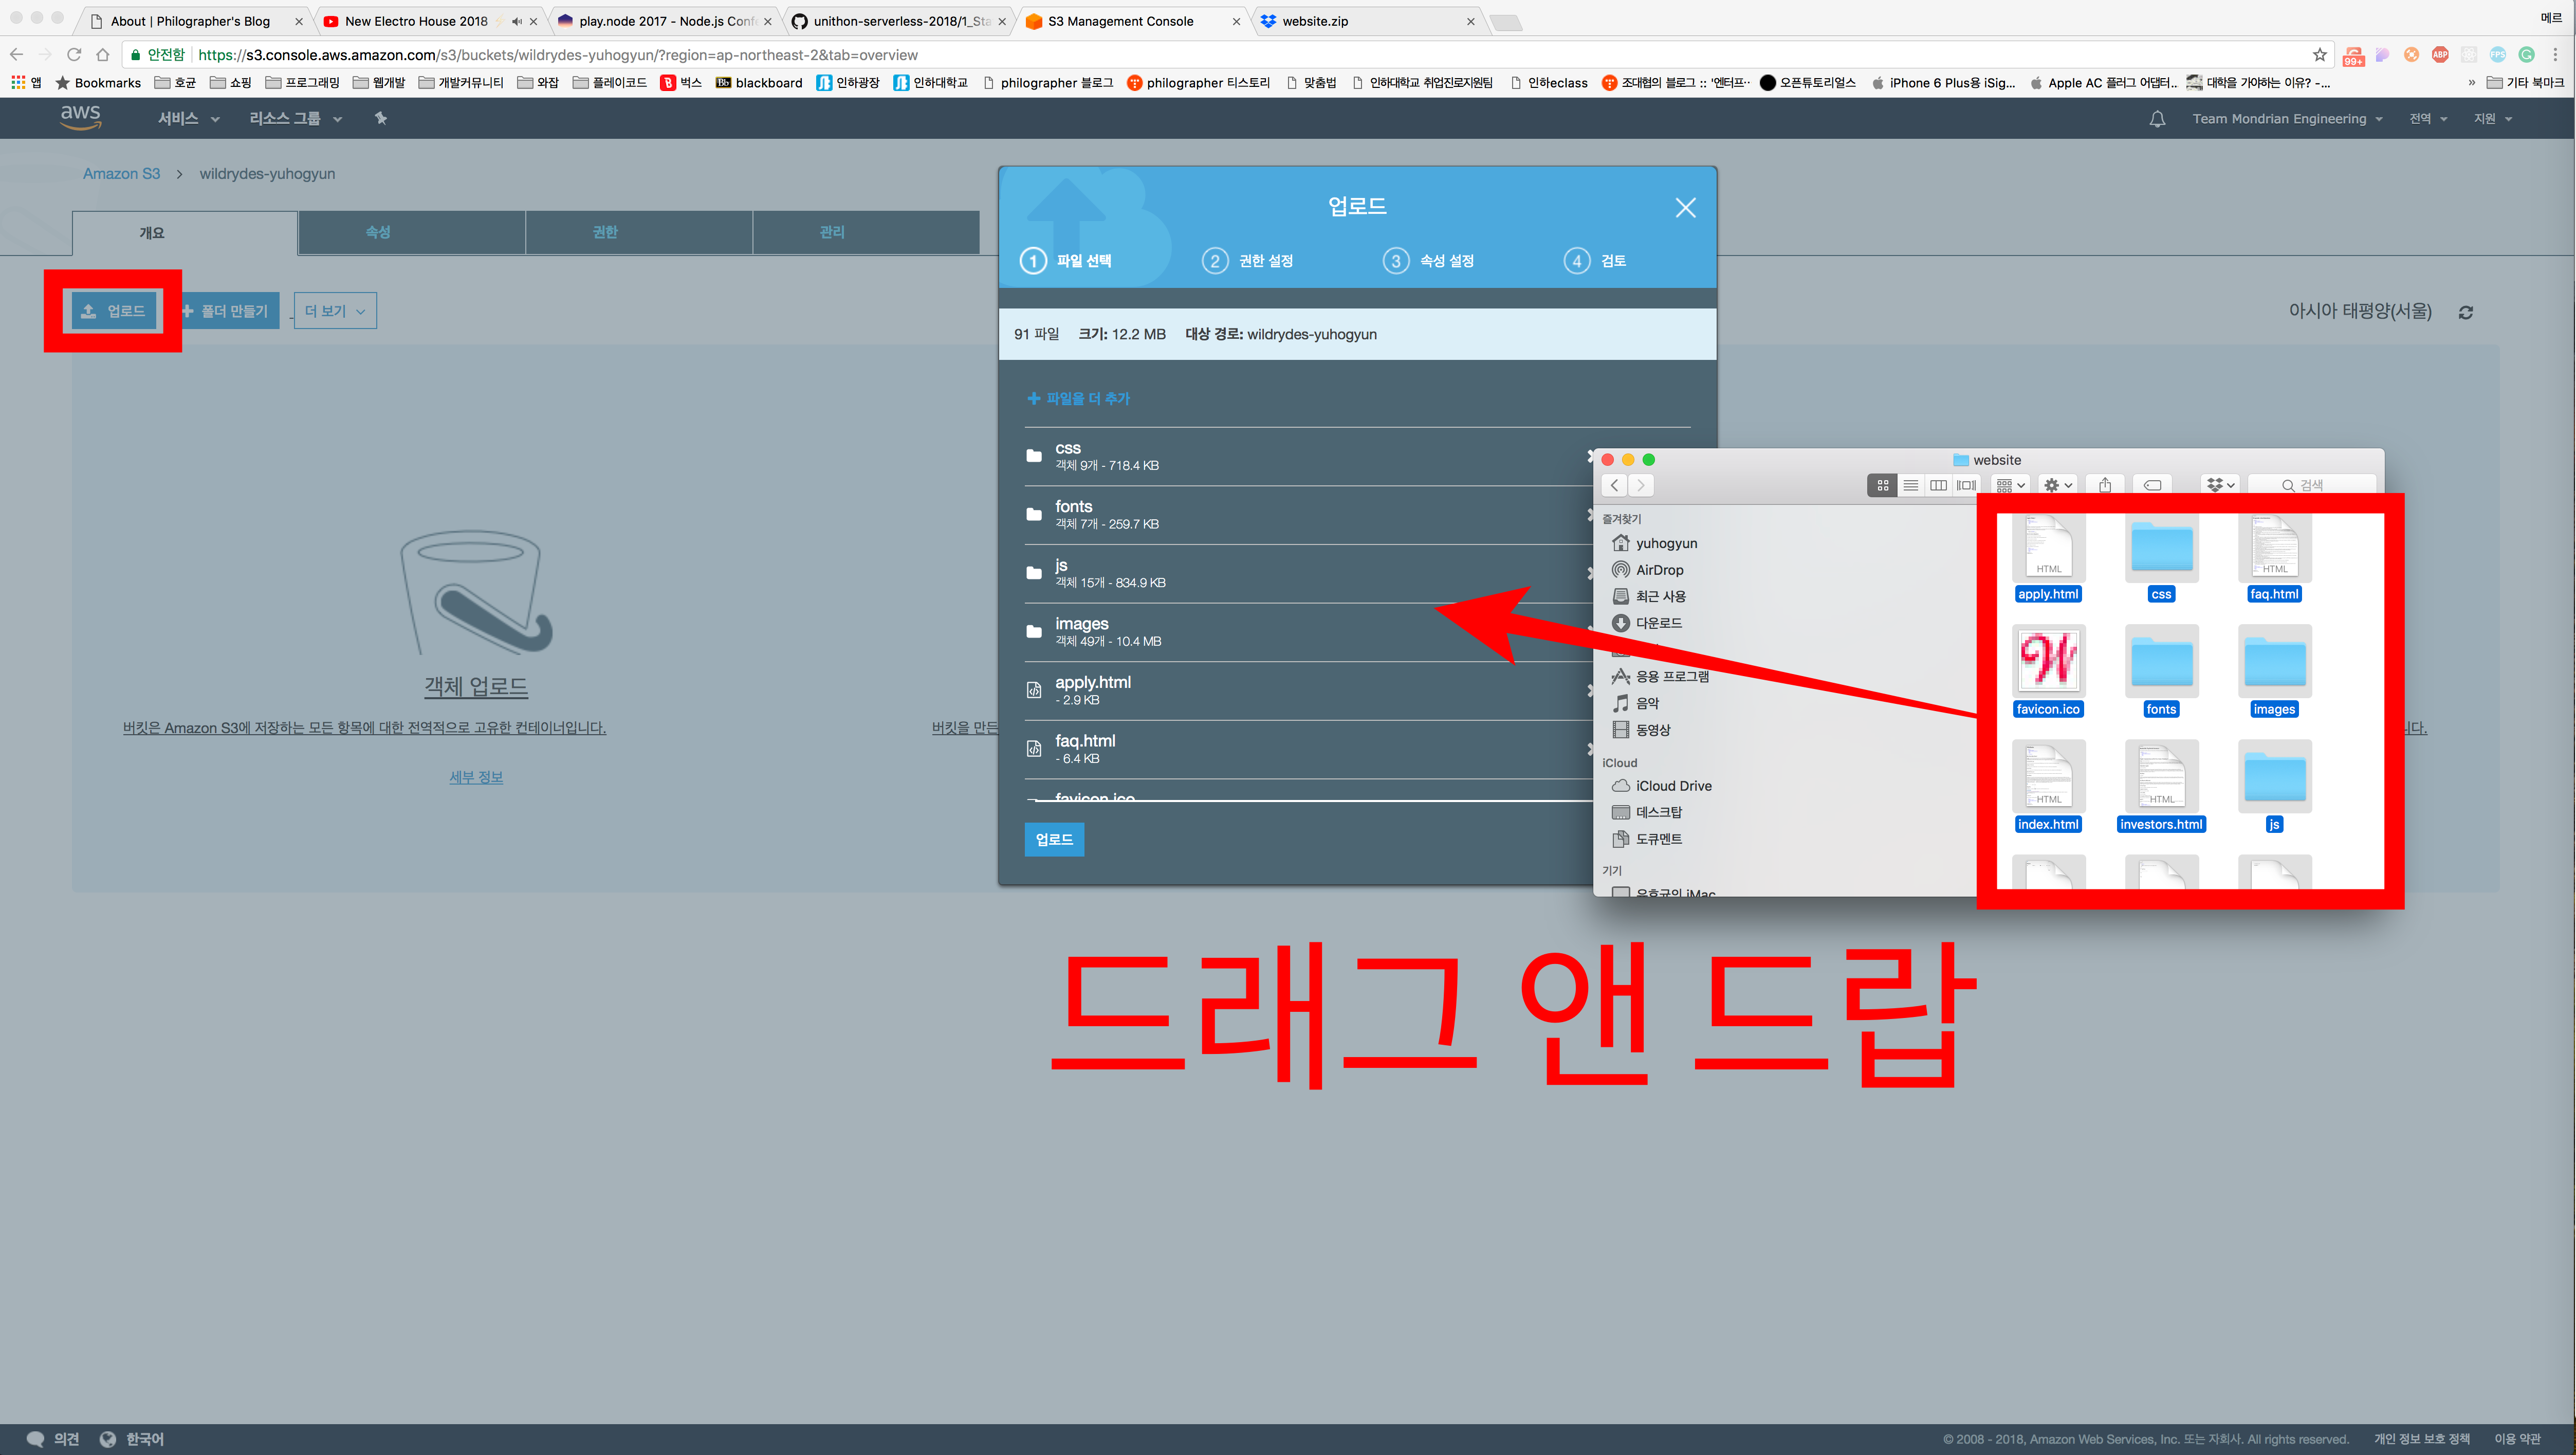 About | Philographer's Blog
New Electro House 2018
play.node 2017 - Node.js Conf
unithon-serverless-2018/1_Sta
S3 Management Console
website.zip
메르
안전함
https://s3.console.aws.amazon.com/s3/buckets/wildrydes-yuhogyun/?region=ap-northeast-2&tab=overview
99+
ABP
FPS
앱
Bookmarks
호균
쇼핑
프로그래밍
웹개발
개발커뮤니티
와잡
플레이코드
벅스
Bb blackboard
인하광장
인하대학교
philographer 블로그
philographer 티스토리
맞춤법
인하대학교 취업진로지원팀
인하eclass
조대협의 블로그 :: '엔터프…
오픈튜토리얼스
iPhone 6 Plus용 iSig...
Apple AC 플러그 어댑터...
대학을 가야하는 이유? -...
»
기타 북마크
aws
서비스
리소스 그룹
Team Mondrian Engineering
전역
지원
Amazon S3 > wildrydes-yuhogyun
개요
속성
권한
관리
업로드
+ 폴더 만들기
더 보기
아시아 태평양(서울)
객체 업로드
버킷은 Amazon S3에 저장하는 모든 항목에 대한 전역적으로 고유한 컨테이너입니다.
세부 정보
버킷을 만든
니다.
업로드
1 파일 선택
2 권한 설정
3 속성 설정
4 검토
91 파일 크기: 12.2 MB 대상 경로: wildrydes-yuhogyun
+ 파일을 더 추가
css
객체 9개 - 718.4 KB
fonts
객체 7개 - 259.7 KB
js
객체 15개 - 834.9 KB
images
객체 49개 - 10.4 MB
apply.html
- 2.9 KB
faq.html
- 6.4 KB
favicon.ico
업로드
website
검색
즐겨찾기
yuhogyun
AirDrop
최근 사용
다운로드
응용 프로그램
음악
동영상
iCloud
iCloud Drive
데스크탑
도큐멘트
기기
유호균의 iMac
HTML
HTML
apply.html
css
faq.html
favicon.ico
fonts
images
HTML
HTML
index.html
investors.html
js
드래그 앤 드랍
의견
한국어
© 2008 - 2018, Amazon Web Services, Inc. 또는 자회사. All rights reserved.
개인 정보 보호 정책
이용 약관